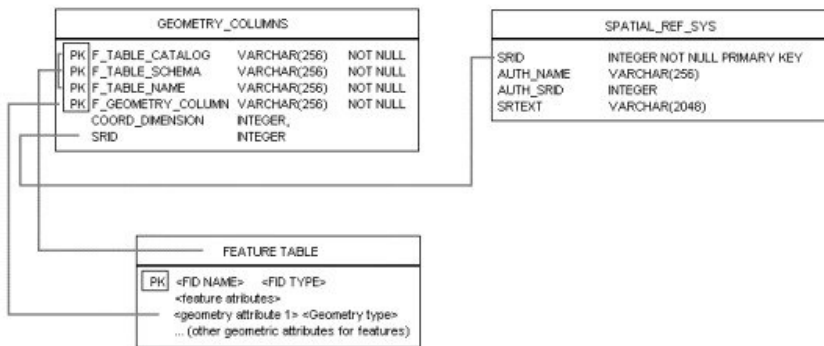 GEOMETRY_COLUMNS
PK F_TABLE_CATALOG VARCHAR(256) NOT NULL
PK F_TABLE_SCHEMA VARCHAR(256) NOT NULL
PK F_TABLE_NAME VARCHAR(256) NOT NULL
PK F_GEOMETRY_COLUMN VARCHAR(256) NOT NULL
COORD_DIMENSION INTEGER,
SRID INTEGER
SPATIAL_REF_SYS
SRID INTEGER NOT NULL PRIMARY KEY
AUTH_NAME VARCHAR(256)
AUTH_SRID INTEGER
SRTEXT VARCHAR(2048)
FEATURE TABLE
PK <FID NAME> <FID TYPE>
<feature atributes>
<geometry attribute 1> <Geometry type>
... (other geometric attributes for features)